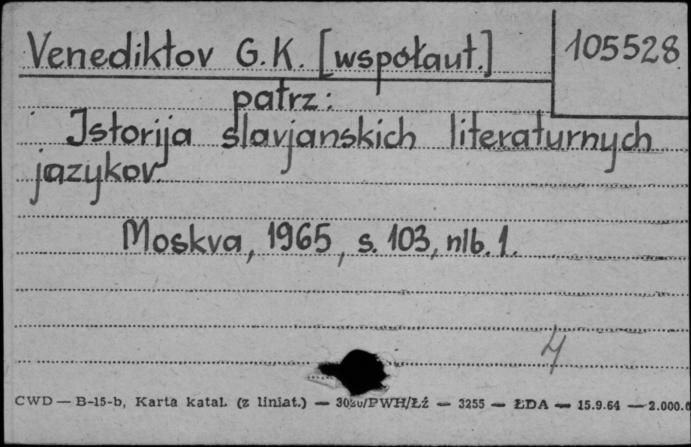 Venediktov G.K. [współaut.] 105528
patrz:
Istorija slavjanskich literaturnych
jazykov.
Moskva, 1965, s. 103, nlb. 1.
4
CWD — B-15-b, Karta katal. (z liniat.) — /PWH/ŁŻ — 3255 — ŁDA — 15.9.64 — 2.000.0